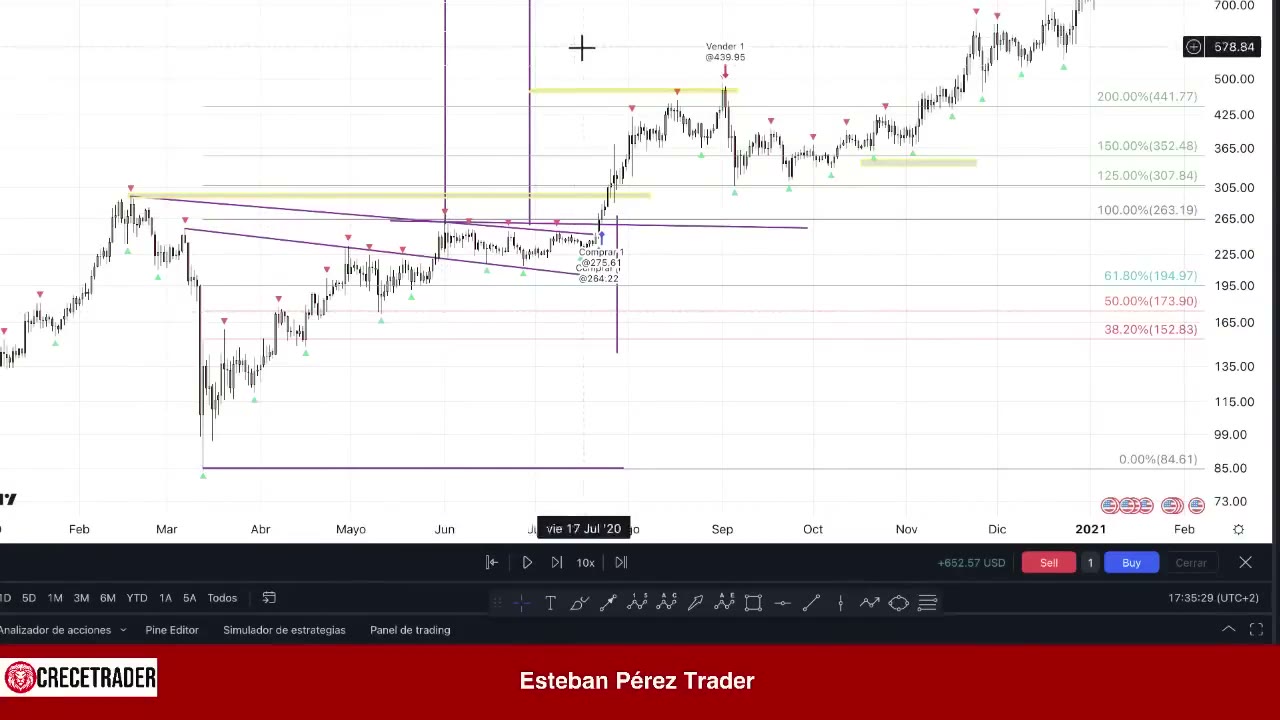 700.00
578.84
Vender 1
@439.95
500.00
200.00%(441.77)
425.00
150.00%(352.48)
365.00
125.00%(307.84)
305.00
100.00%(263.19)
265.00
225.00
Comprar 1
@275.61
@264.22
61.80%(194.97)
195.00
50.00%(173.90)
165.00
38.20%(152.83)
135.00
115.00
99.00
0.00%(84.61)
85.00
73.00
Feb
Mar
Abr
Mayo
Jun
vie 17 Jul '20
Sep
Oct
Nov
Dic
2021
Feb
10x
+652.57 USD
Sell
1
Buy
Cerrar
1D 5D 1M 3M 6M YTD 1A 5A Todos
17:35:29 (UTC+2)
Analizador de acciones
Pine Editor
Simulador de estrategias
Panel de trading
CRECETRADER
Esteban Pérez Trader